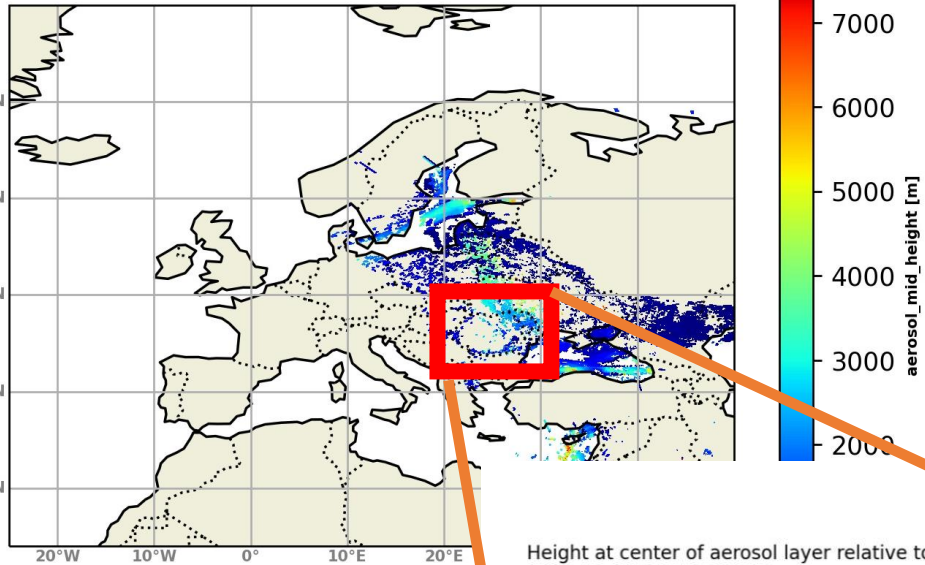 7000
6000
5000
4000
3000
2000
aerosol_mid_height [m]
20°W 10°W 0° 10°E 20°E
Height at center of aerosol layer relative to